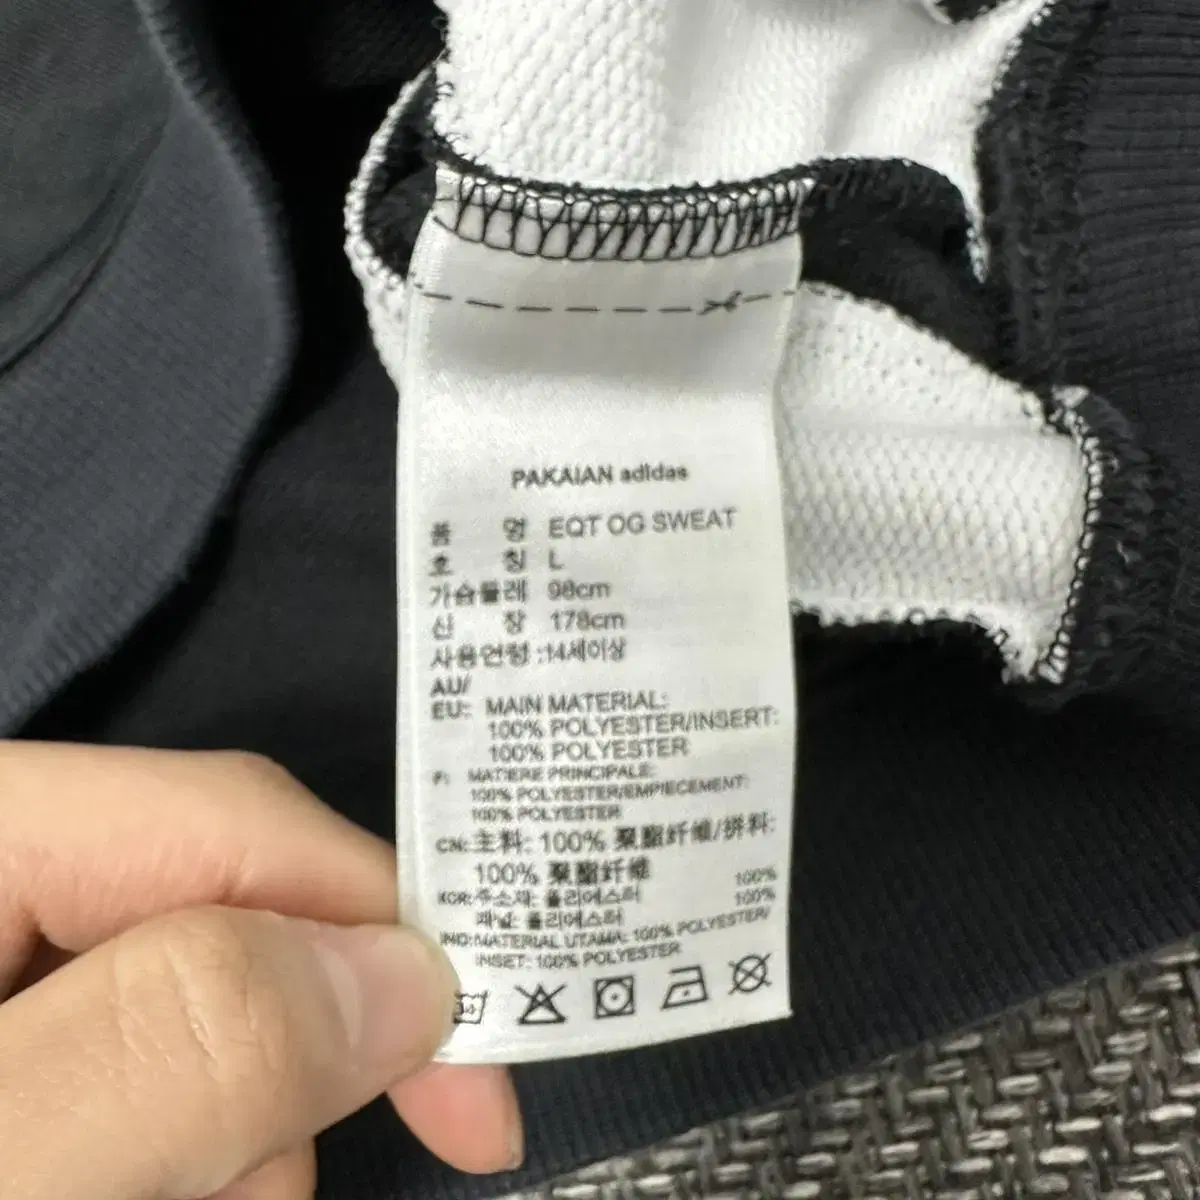 PAKAIAN adidas
품 명 EQT OG SWEAT
호 칭 L
가슴둘레 98cm
신 장 178cm
사용연령 :14세이상
AU/
EU: MAIN MATERIAL:
100% POLYESTER/INSERT:
100% POLYESTER
F: MATIERE PRINCIPALE:
100% POLYESTER/EMPIECEMENT:
100% POLYESTER
CN: 主料: 100% 聚酯纤维/拼料:
100% 聚酯纤维
KOR: 주소재: 폴리에스터 100%
패널: 폴리에스터 100%
IND: MATERIAL UTAMA: 100% POLYESTER/
INSET: 100% POLYESTER